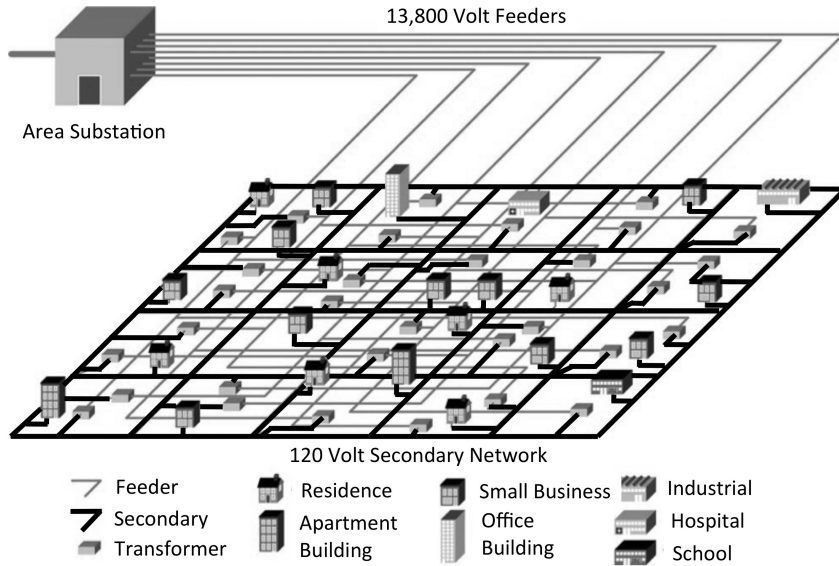 13,800 Volt Feeders
Area Substation
120 Volt Secondary Network
Feeder
Residence
Small Business
Industrial
Secondary
Apartment
Building
Office
Building
Hospital
Transformer
School